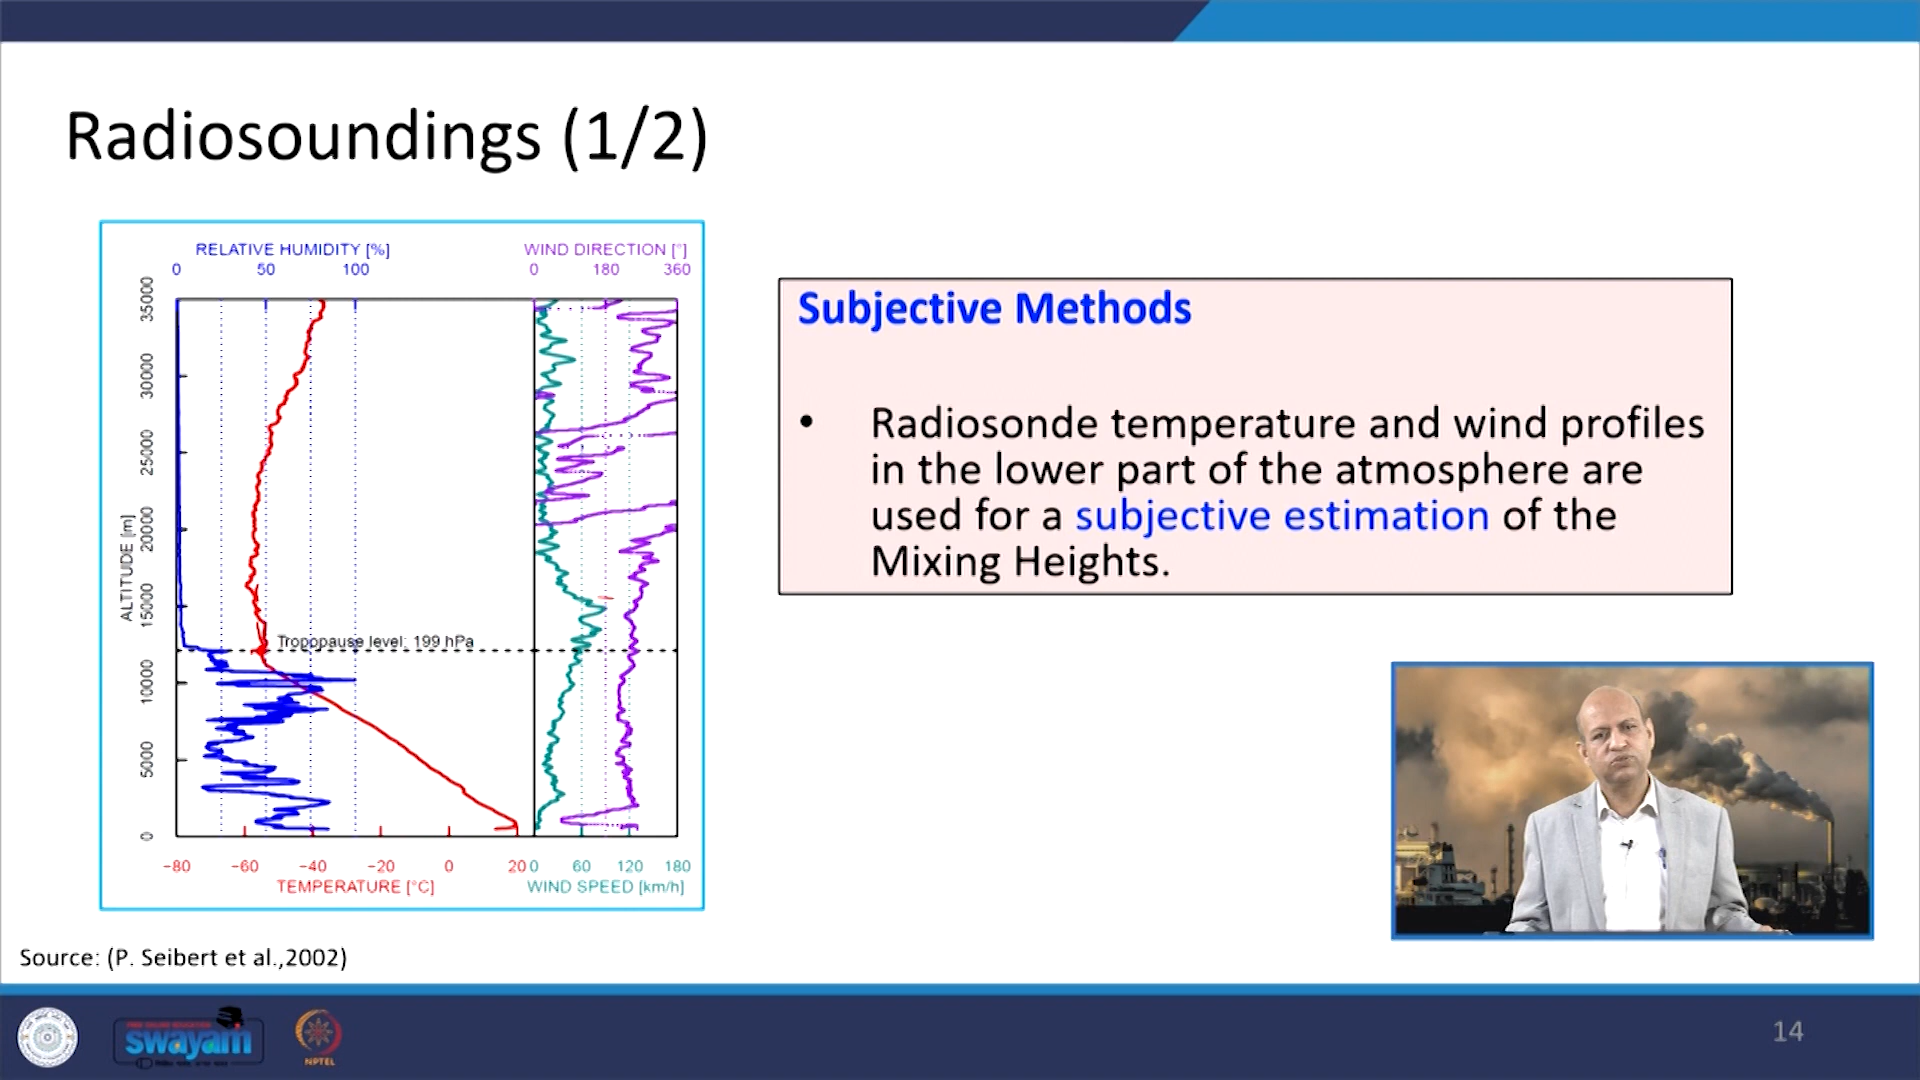 Radiosoundings (1/2)
RELATIVE HUMIDITY [%]
0 50 100
WIND DIRECTION [°]
0 180 360
ALTITUDE [m]
35000
30000
25000
20000
15000
10000
5000
0
Tropopause level: 199 hPa
-80 -60 -40 -20 0 20
TEMPERATURE [°C]
0 60 120 180
WIND SPEED [km/h]
Subjective Methods
• Radiosonde temperature and wind profiles
in the lower part of the atmosphere are
used for a subjective estimation of the
Mixing Heights.
Source: (P. Seibert et al.,2002)
swayam
NPTEL
14